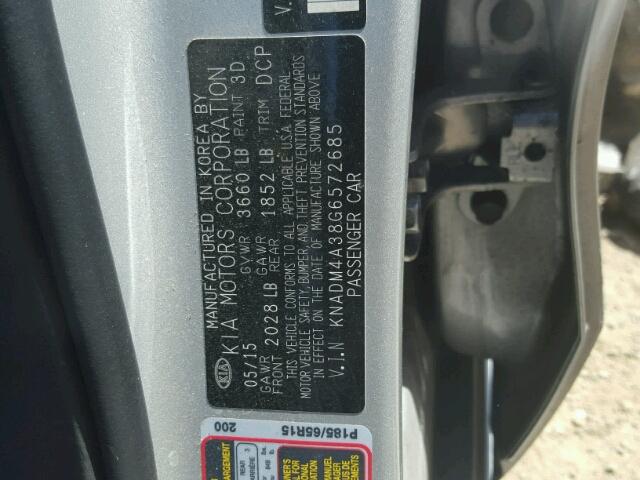 MANUFACTURED IN KOREA BY
KIA KIA MOTORS CORPORATION
05/15 GVWR 3660 LB PAINT 3D
GAWR GAWR
FRONT 2028 LB REAR 1852 LB TRIM DCP
THIS VEHICLE CONFORMS TO ALL APPLICABLE U.S.A. FEDERAL
MOTOR VEHICLE SAFETY, BUMPER, AND THEFT PREVENTION STANDARDS
IN EFFECT ON THE DATE OF MANUFACTURE SHOWN ABOVE
V.I.N KNADM4A38G6572685
PASSENGER CAR
V.
P185/65R15
200
REAR 3